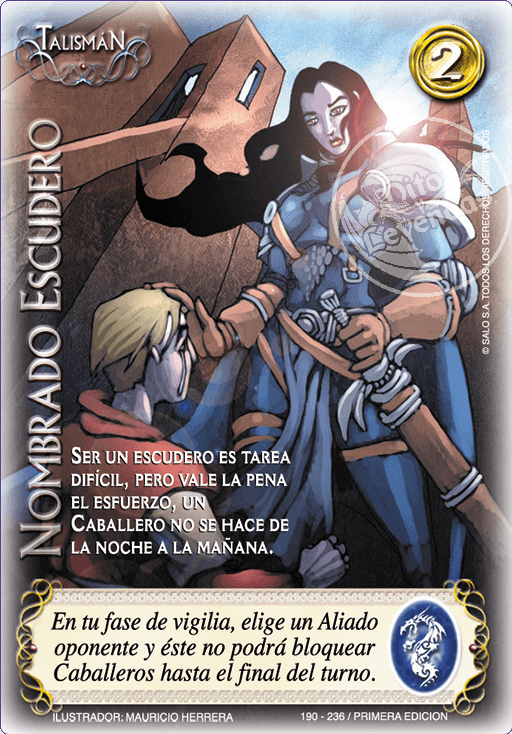 TALISMÁN
2
NOMBRADO ESCUDERO
Mitos
Leyendas
© SALO S.A. TODOS LOS DERECHOS RESERVADOS
SER UN ESCUDERO ES TAREA
DIFÍCIL, PERO VALE LA PENA
EL ESFUERZO, UN
CABALLERO NO SE HACE DE
LA NOCHE A LA MAÑANA.
En tu fase de vigilia, elige un Aliado
oponente y éste no podrá bloquear
Caballeros hasta el final del turno.
ILUSTRADOR: MAURICIO HERRERA
190 - 236 / PRIMERA EDICION